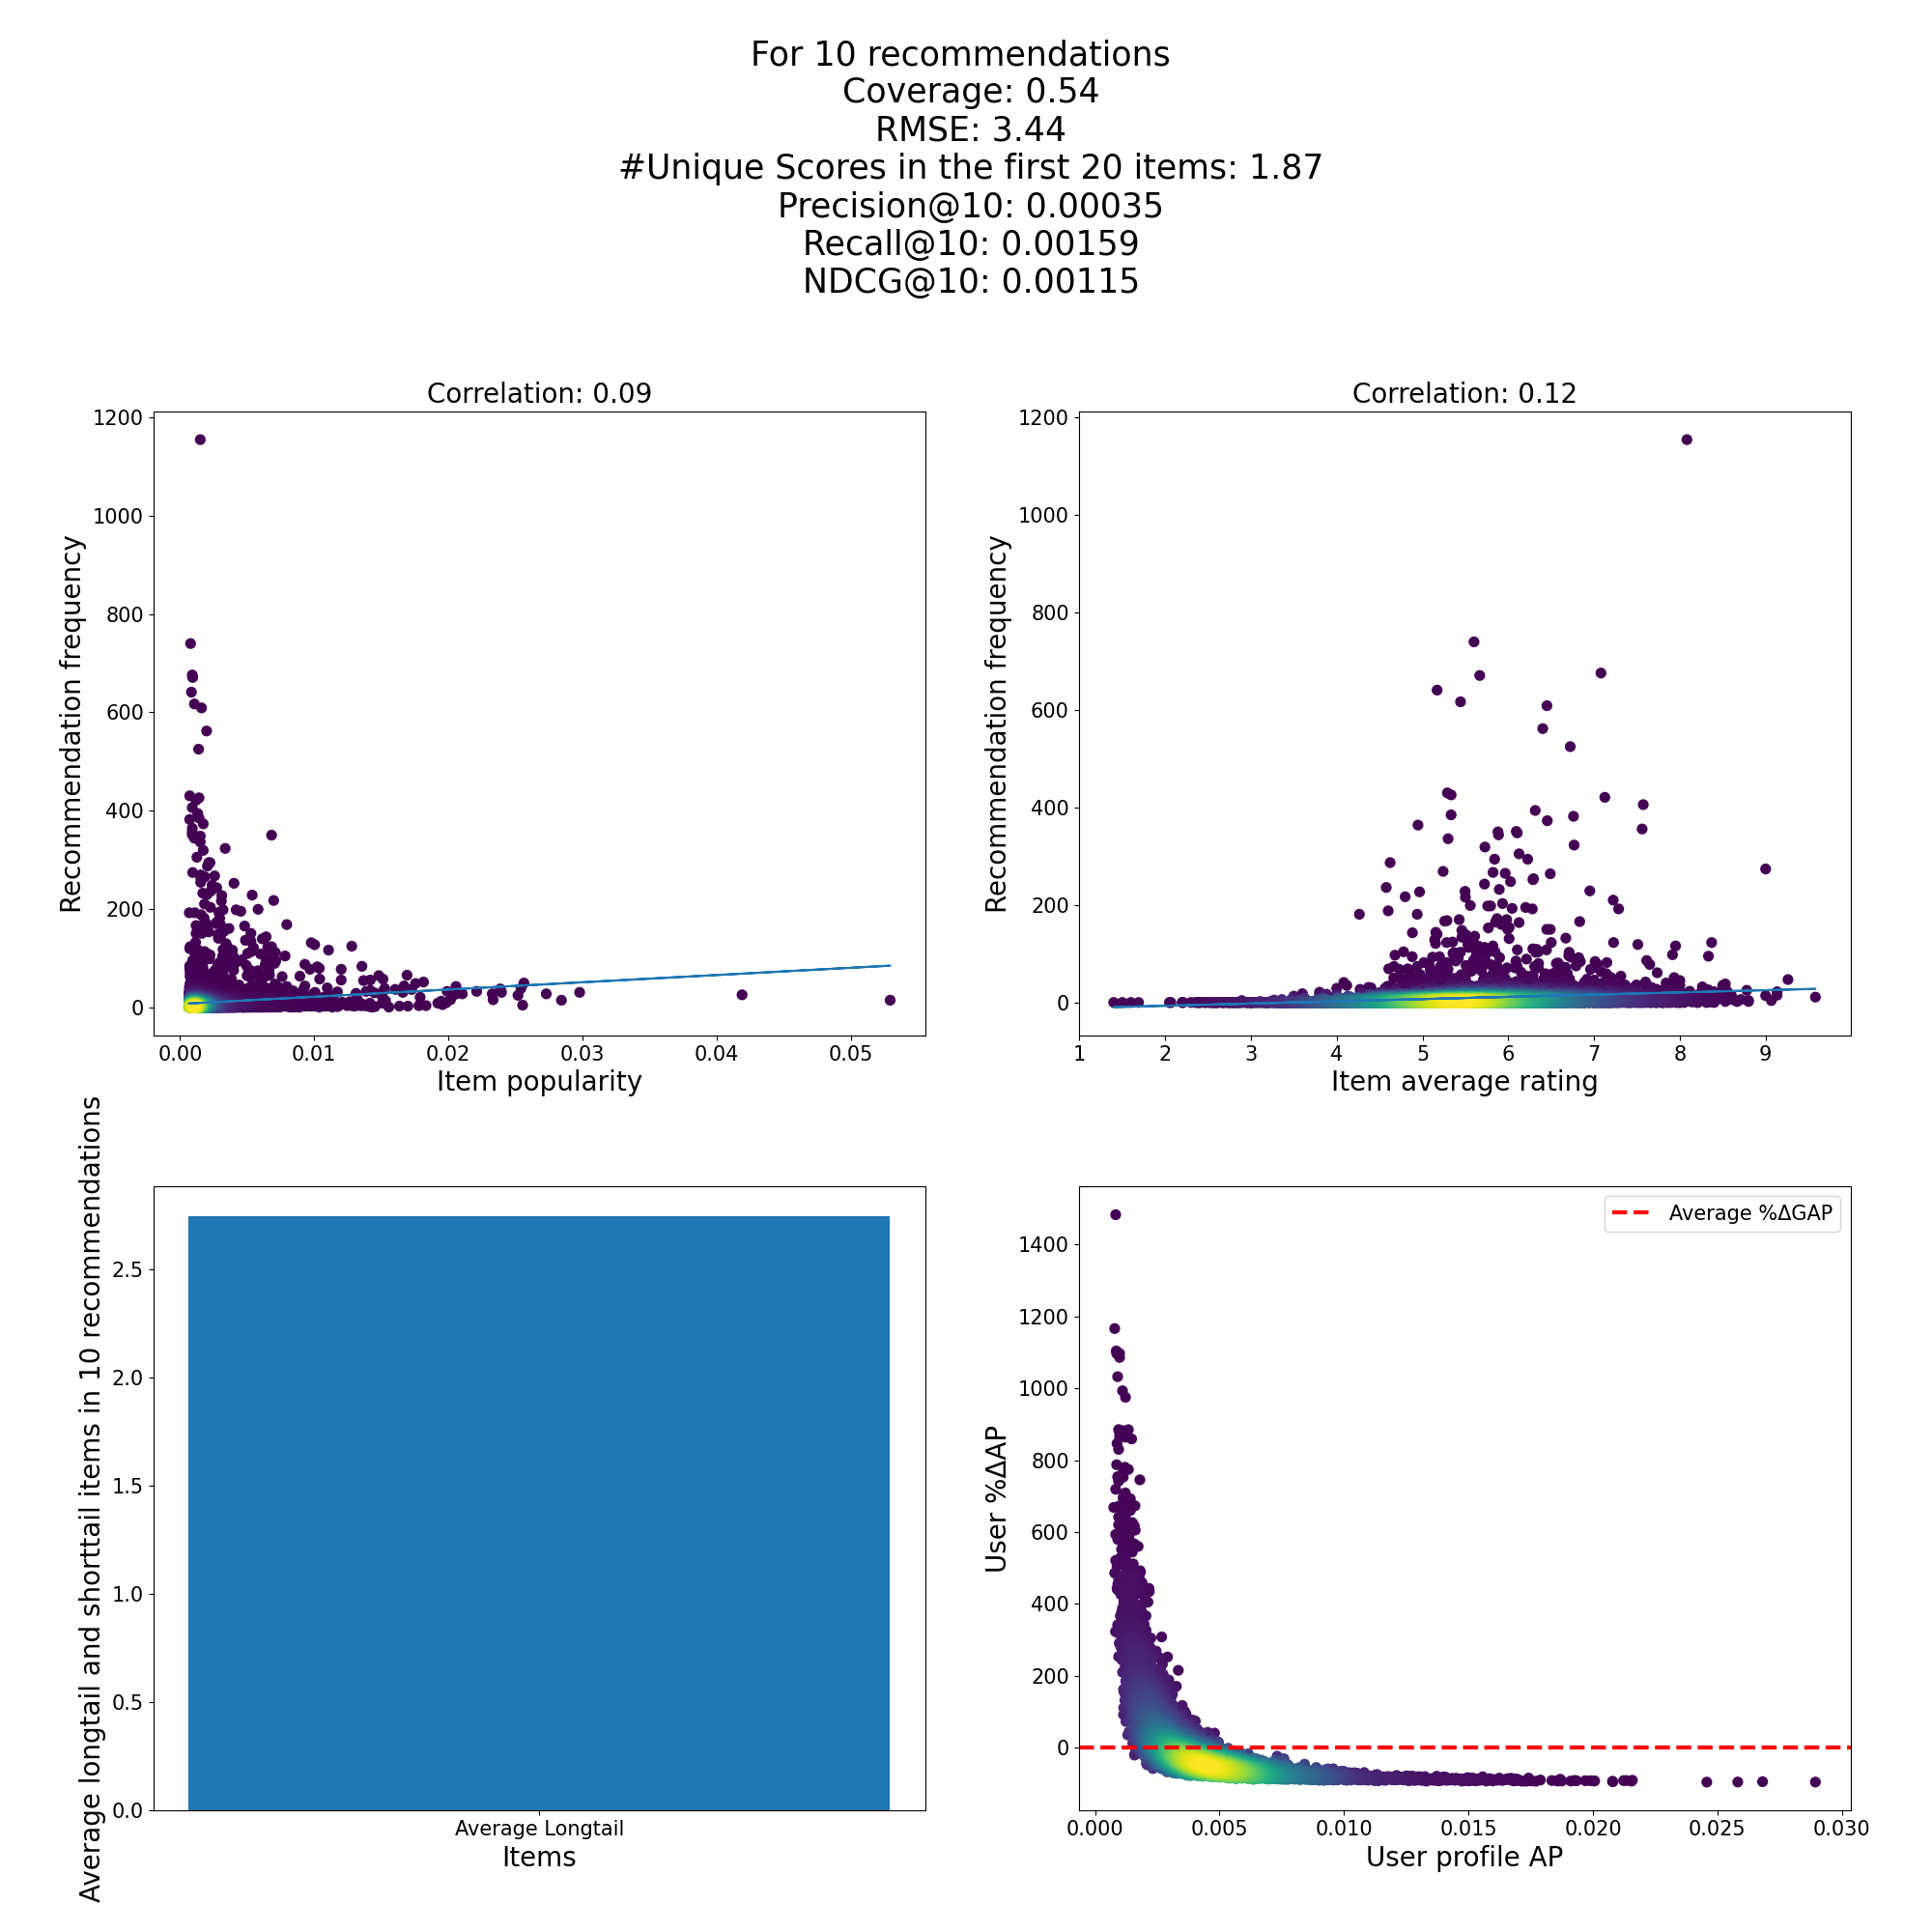 For 10 recommendations
Coverage: 0.54
RMSE: 3.44
#Unique Scores in the first 20 items: 1.87
Precision@10: 0.00035
Recall@10: 0.00159
NDCG@10: 0.00115
Correlation: 0.09
Recommendation frequency
1200
1000
800
600
400
200
0
0.00 0.01 0.02 0.03 0.04 0.05
Item popularity
Correlation: 0.12
Recommendation frequency
1200
1000
800
600
400
200
0
1 2 3 4 5 6 7 8 9
Item average rating
Average longtail and shorttail items in 10 recommendations
2.5
2.0
1.5
1.0
0.5
0.0
Average Longtail
Items
Average %ΔGAP
User %ΔAP
1400
1200
1000
800
600
400
200
0
0.000 0.005 0.010 0.015 0.020 0.025 0.030
User profile AP